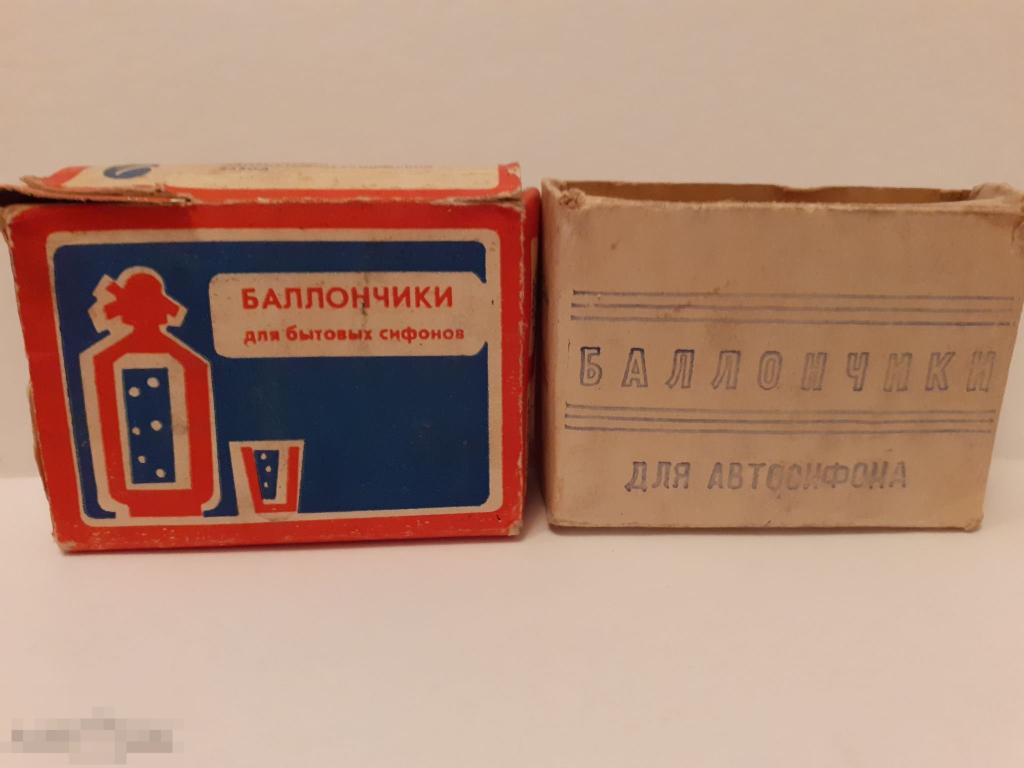 БАЛЛОНЧИКИ
для бытовых сифонов
БАЛЛОНЧИКИ
ДЛЯ АВТОСИФОНА